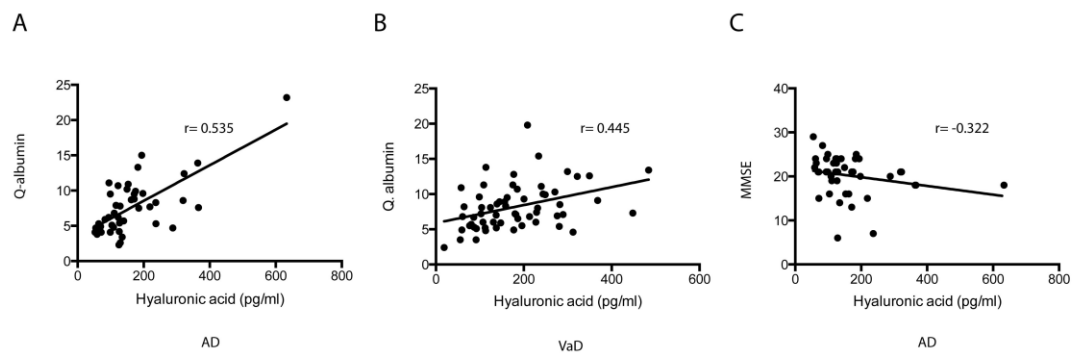 A
B
C
Q-albumin
25
20
15
10
5
0
r= 0.535
0 200 400 600 800
Hyaluronic acid (pg/ml)
AD
Q. albumin
25
20
15
10
5
0
r= 0.445
0 200 400 600
Hyaluronic acid (pg/ml)
VaD
MMSE
40
30
20
10
0
r= -0.322
0 200 400 600 800
Hyaluronic acid (pg/ml)
AD